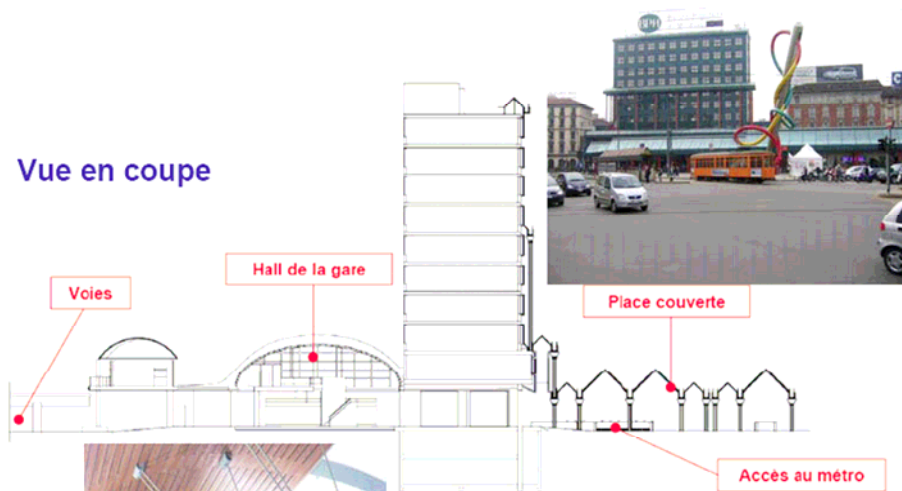 Vue en coupe
Hall de la gare
Voies
Place couverte
Accès au métro